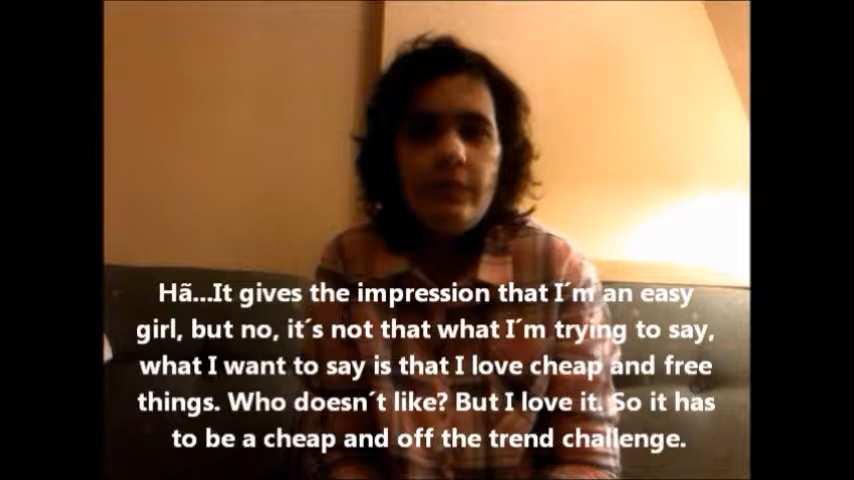 Hã...It gives the impression that I´m an easy
girl, but no, it´s not that what I´m trying to say,
what I want to say is that I love cheap and free
things. Who doesn´t like? But I love it. So it has
to be a cheap and off the trend challenge.